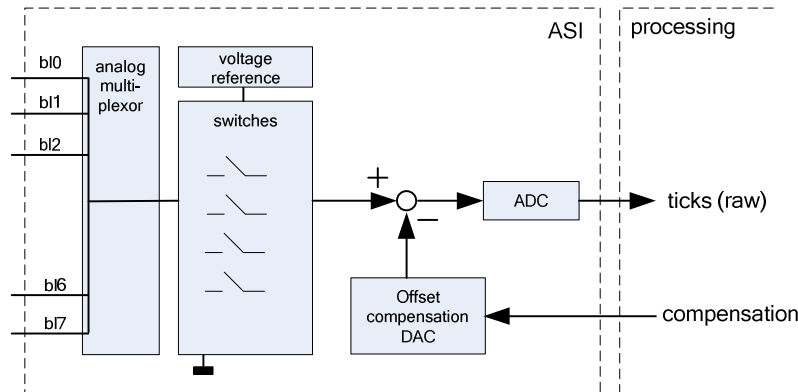 ASI
processing
bl0
bl1
bl2
bl6
bl7
analog
multi-
plexor
voltage
reference
switches
+
−
ADC
ticks (raw)
Offset
compensation
DAC
compensation